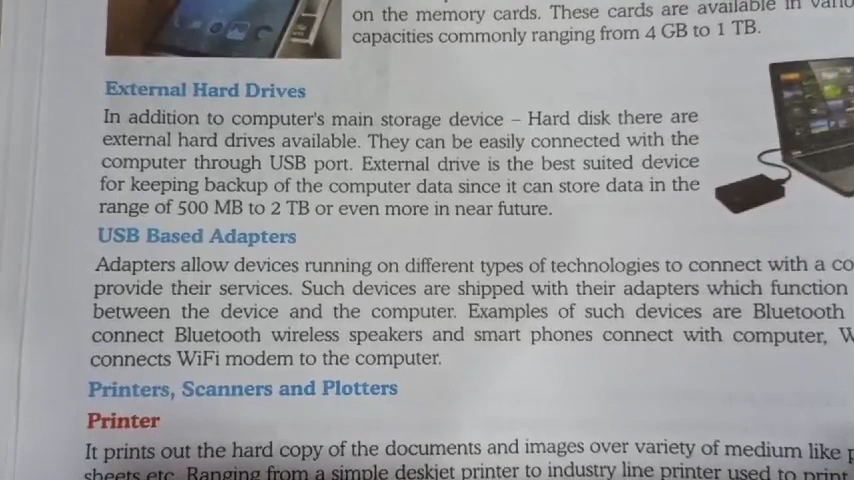 on the memory cards. These cards are available in
capacities commonly ranging from 4 GB to 1 TB.
External Hard Drives
In addition to computer's main storage device – Hard disk there are
external hard drives available. They can be easily connected with the
computer through USB port. External drive is the best suited device
for keeping backup of the computer data since it can store data in the
range of 500 MB to 2 TB or even more in near future.
USB Based Adapters
Adapters allow devices running on different types of technologies to connect with a
provide their services. Such devices are shipped with their adapters which function
between the device and the computer. Examples of such devices are Bluetooth
connect Bluetooth wireless speakers and smart phones connect with computer,
connects WiFi modem to the computer.
Printers, Scanners and Plotters
Printer
It prints out the hard copy of the documents and images over variety of medium like
sheets etc. Ranging from a simple deskjet printer to industry line printer used to print